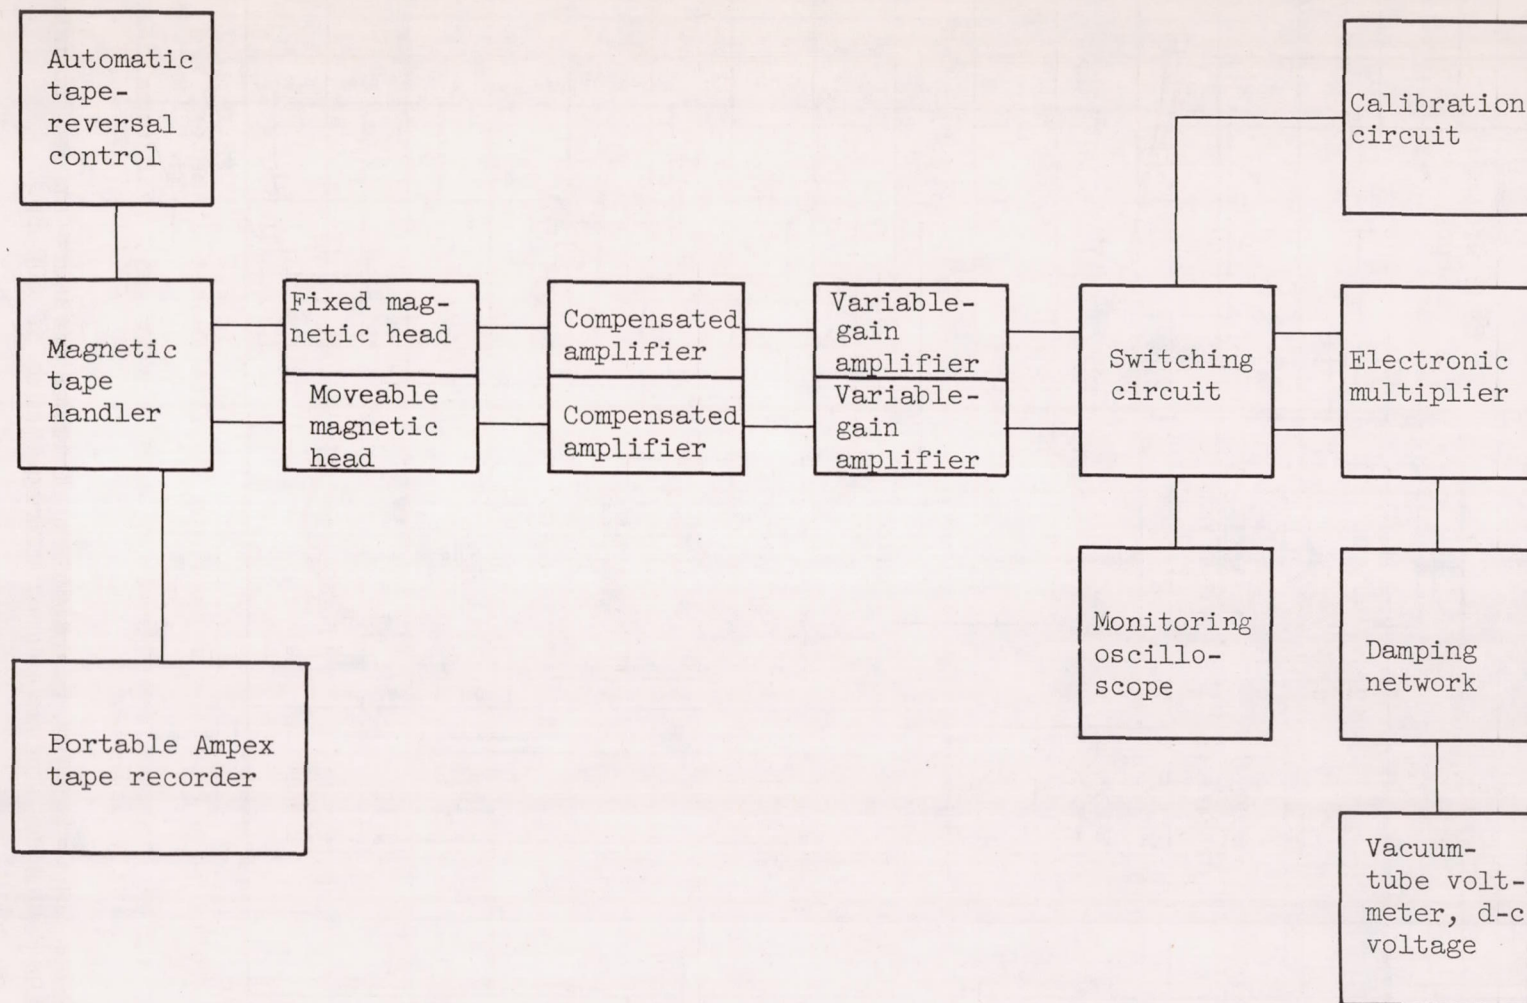 Automatic
tape-
reversal
control
Calibration
circuit
Magnetic
tape
handler
Fixed mag-
netic head
Moveable
magnetic
head
Compensated
amplifier
Compensated
amplifier
Variable-
gain
amplifier
Variable-
gain
amplifier
Switching
circuit
Electronic
multiplier
Portable Ampex
tape recorder
Monitoring
oscillo-
scope
Damping
network
Vacuum-
tube volt-
meter, d-c
voltage